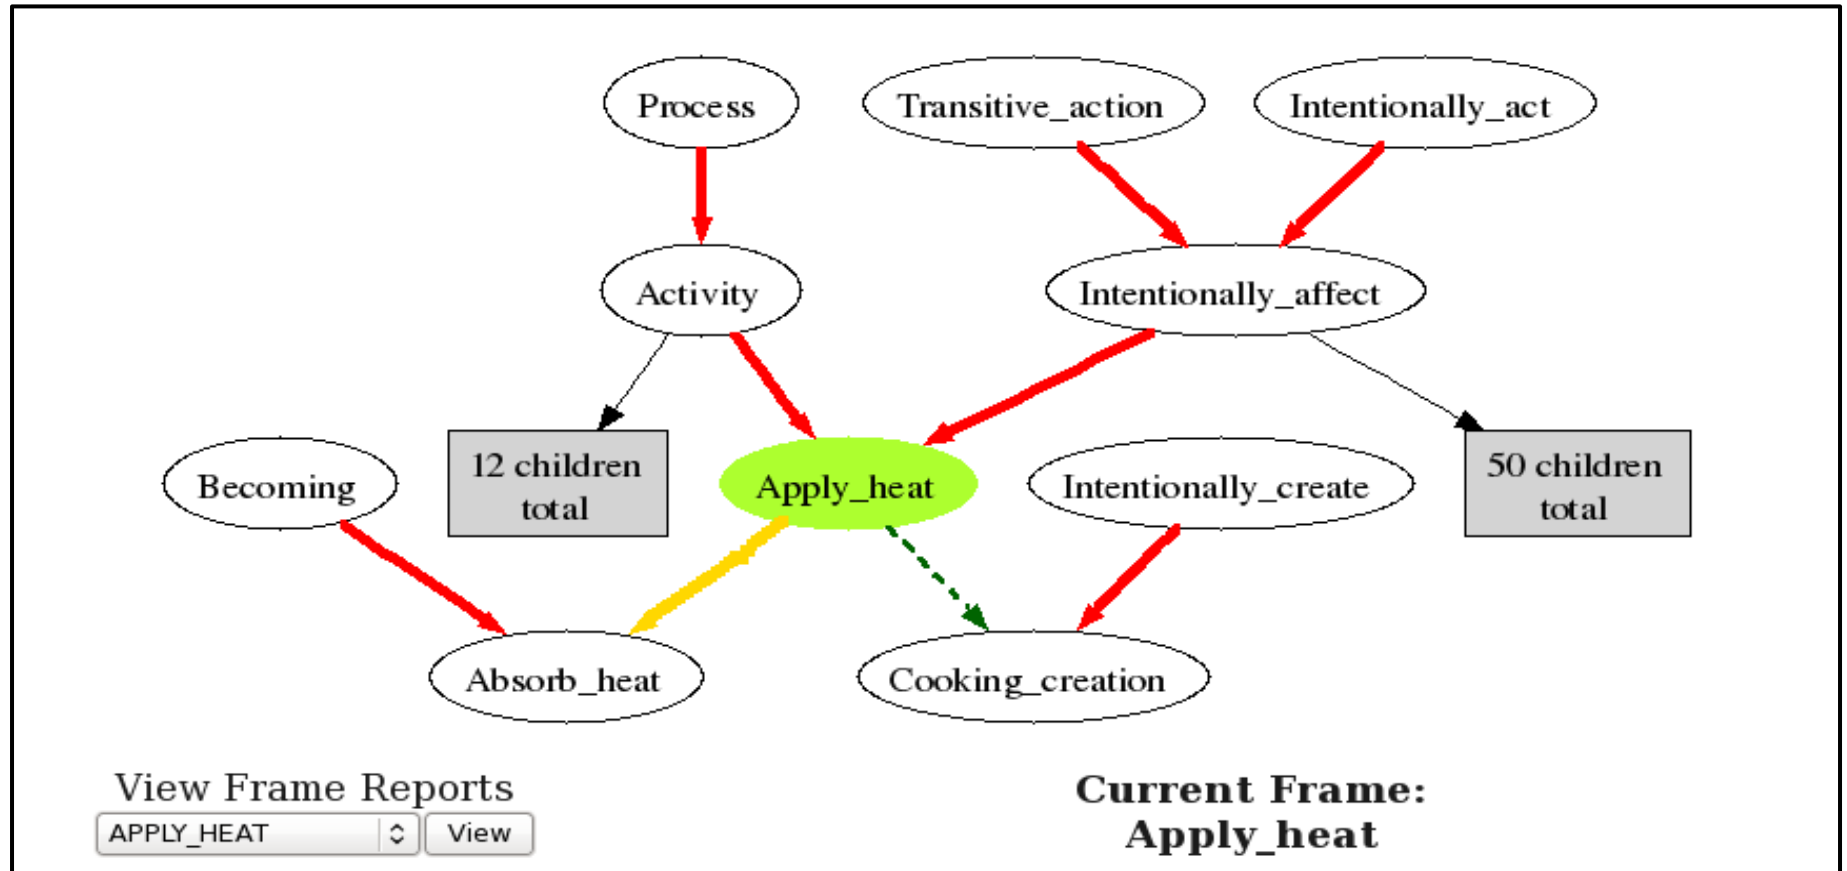 Process
Transitive_action
Intentionally_act
Activity
Intentionally_affect
Becoming
12 children
total
Apply_heat
Intentionally_create
50 children
total
Absorb_heat
Cooking_creation
View Frame Reports
APPLY_HEAT
View
Current Frame:
Apply_heat